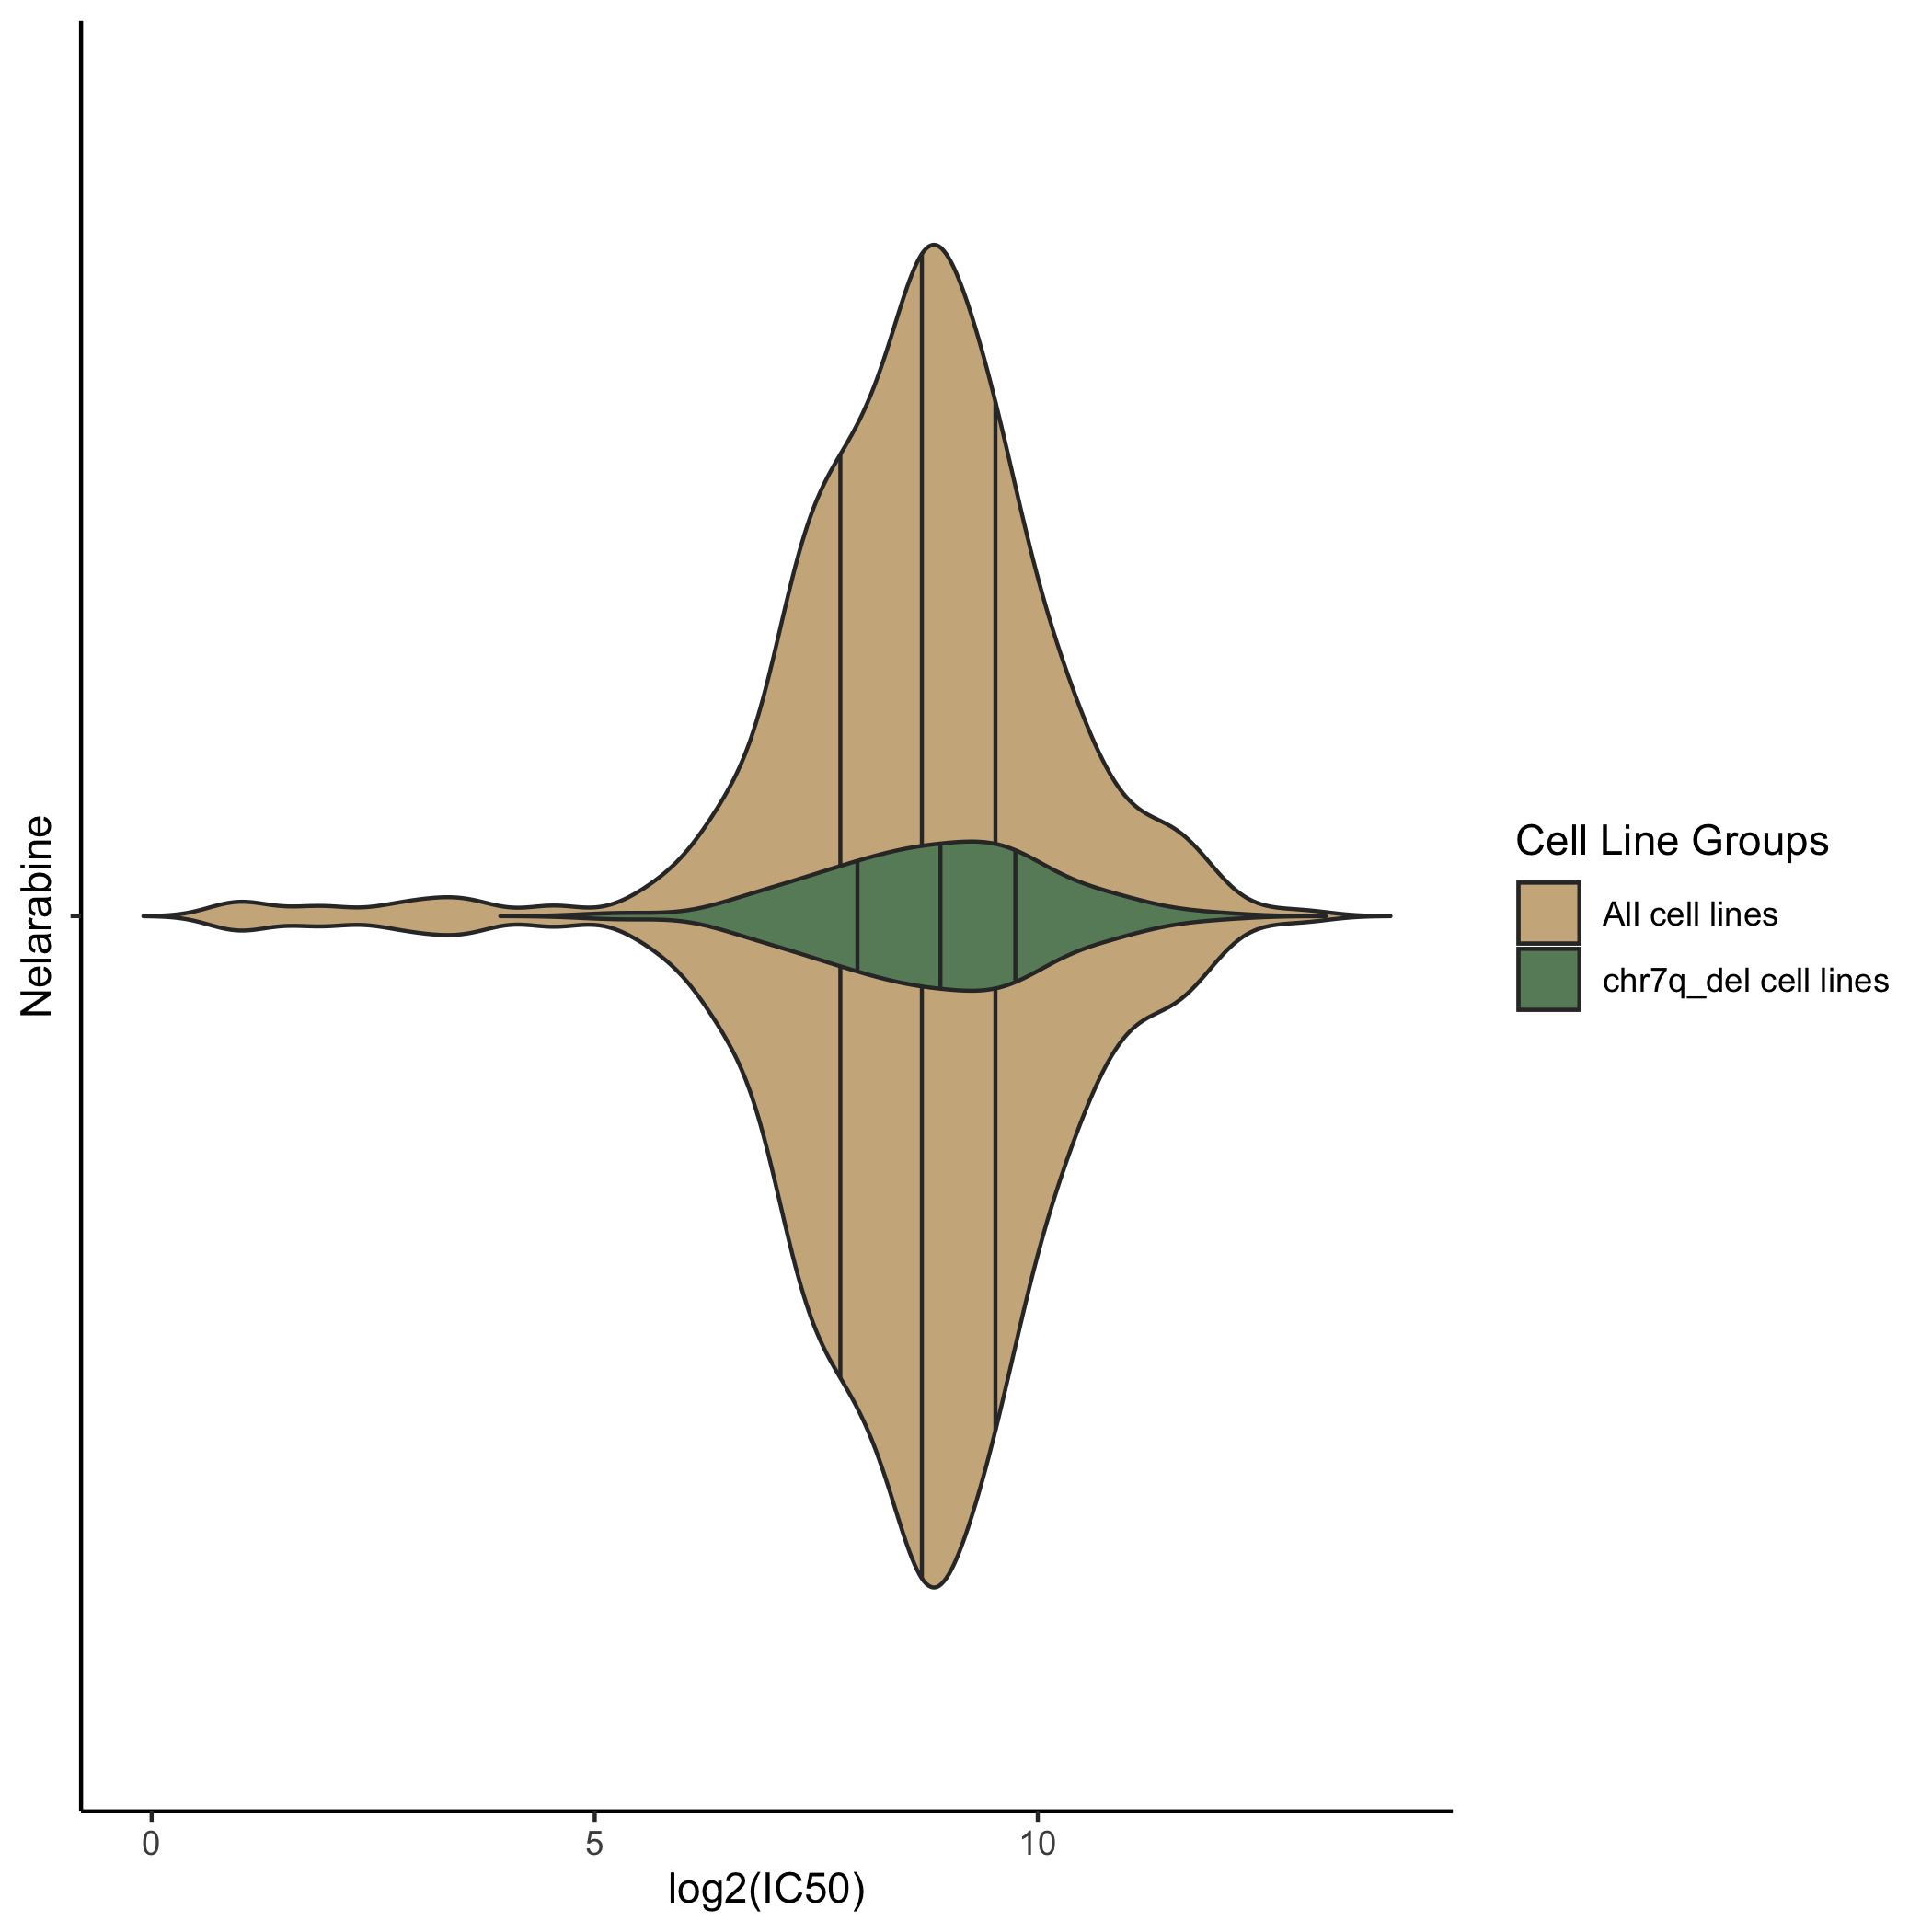 Nelarabine
0
5
10
log2(IC50)
Cell Line Groups
All cell lines
chr7q_del cell lines